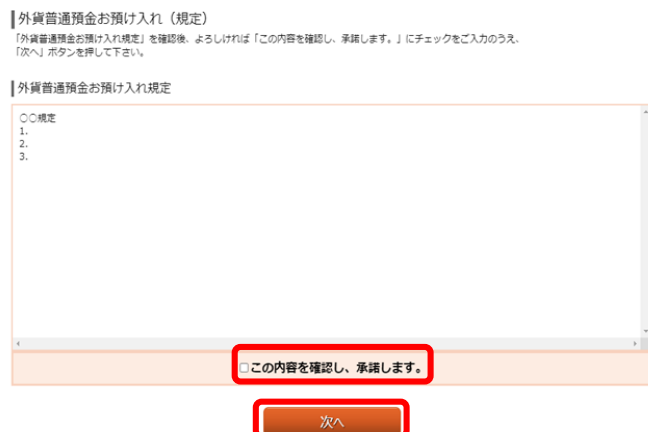 外貨普通預金お預け入れ（規定）
「外貨普通預金お預け入れ規定」を確認後、よろしければ「この内容を確認し、承諾します。」にチェックをご入力のうえ、
「次へ」ボタンを押して下さい。
外貨普通預金お預け入れ規定
〇〇規定
1.
2.
3.
この内容を確認し、承諾します。
次へ